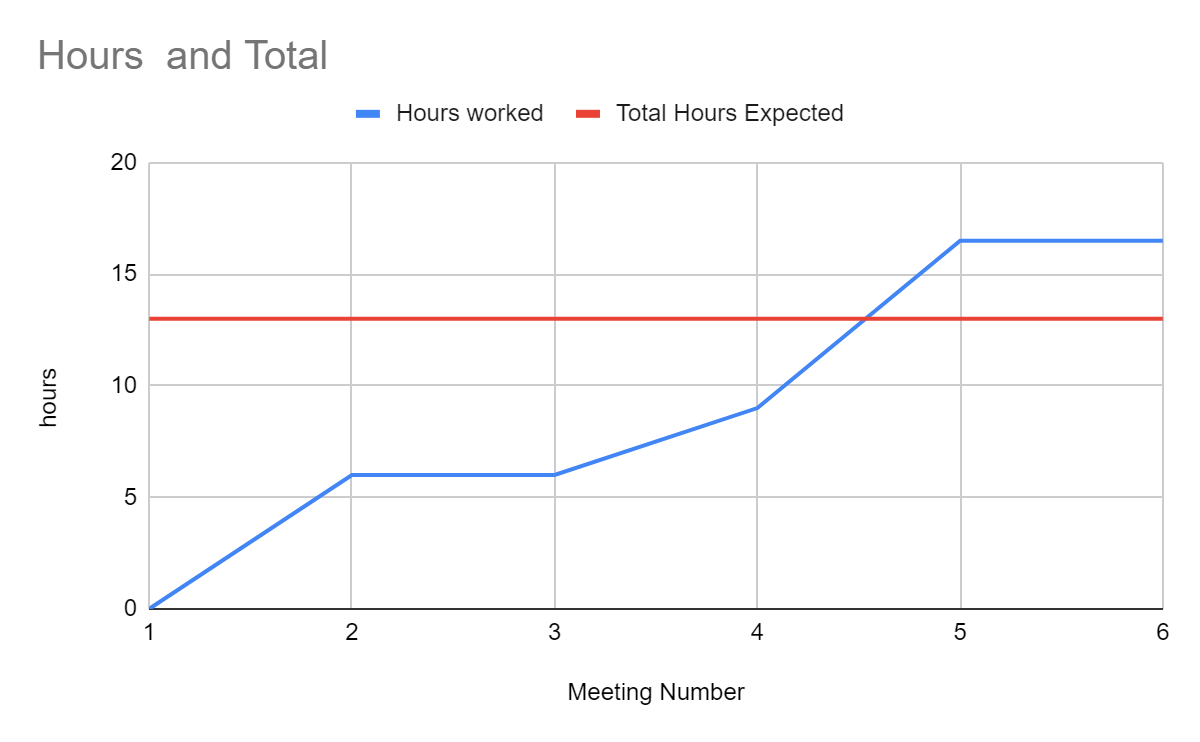 Hours  and Total
Hours worked
Total Hours Expected
20
15
10
5
0
hours
1 2 3 4 5 6
Meeting Number